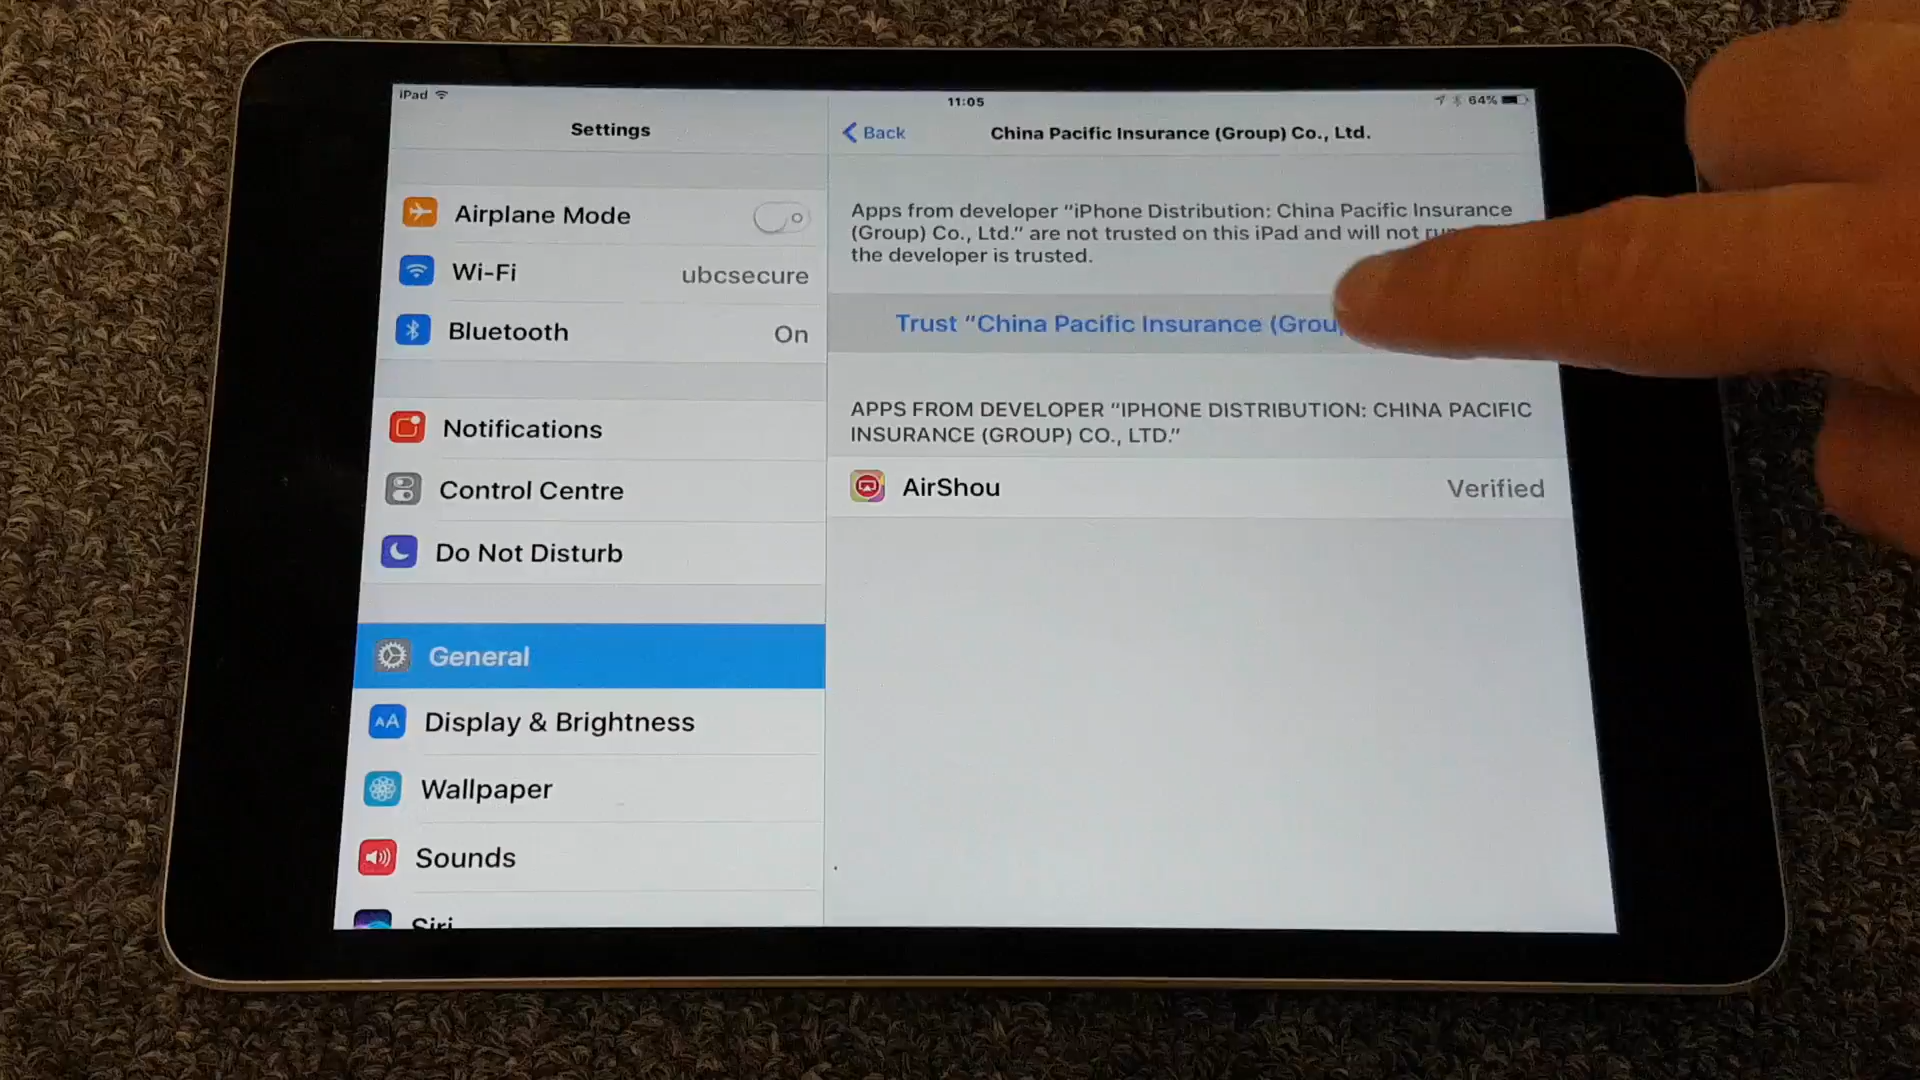 iPad
11:05
64%
Settings
Back
China Pacific Insurance (Group) Co., Ltd.
Airplane Mode
Wi-Fi ubcsecure
Bluetooth On
Notifications
Control Centre
Do Not Disturb
General
Display & Brightness
Wallpaper
Sounds
Siri
Apps from developer “iPhone Distribution: China Pacific Insurance
(Group) Co., Ltd.” are not trusted on this iPad and will not run
the developer is trusted.
Trust “China Pacific Insurance (Grou
APPS FROM DEVELOPER “IPHONE DISTRIBUTION: CHINA PACIFIC
INSURANCE (GROUP) CO., LTD.”
AirShou Verified